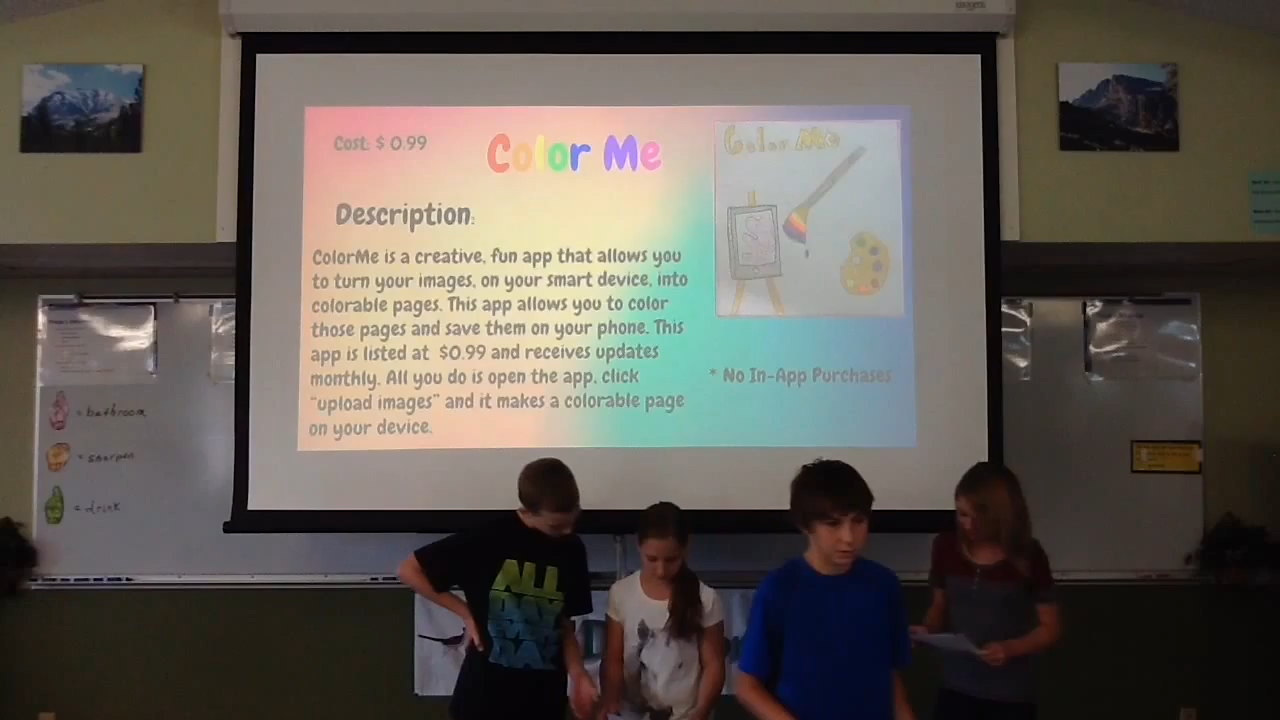 Cost: $ 0.99
Color Me
Color Me
Description:
ColorMe is a creative, fun app that allows you
to turn your images, on your smart device, into
colorable pages. This app allows you to color
those pages and save them on your phone. This
app is listed at $0.99 and receives updates
monthly. All you do is open the app, click
"upload images" and it makes a colorable page
on your device.
* No In-App Purchases
= bathroom
= sharpen
= drink
ALL
DAY